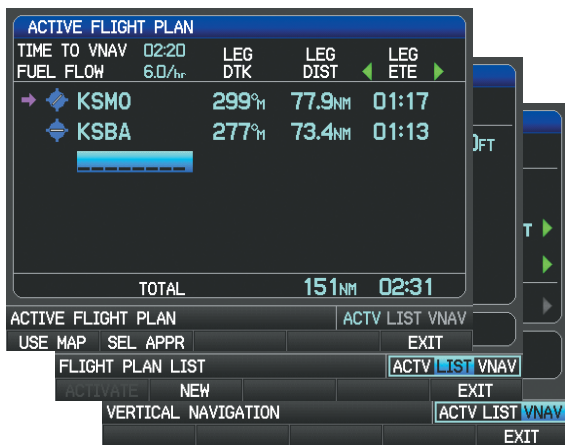 ACTIVE FLIGHT PLAN
TIME TO VNAV 02:20 LEG LEG LEG
FUEL FLOW 6.0/hr DTK DIST ETE
KSMO 299°M 77.9NM 01:17
KSBA 277°M 73.4NM 01:13
FT
T
TOTAL 151NM 02:31
ACTIVE FLIGHT PLAN ACTV LIST VNAV
USE MAP SEL APPR EXIT
FLIGHT PLAN LIST ACTV LIST VNAV
ACTIVATE NEW EXIT
VERTICAL NAVIGATION ACTV LIST VNAV
EXIT